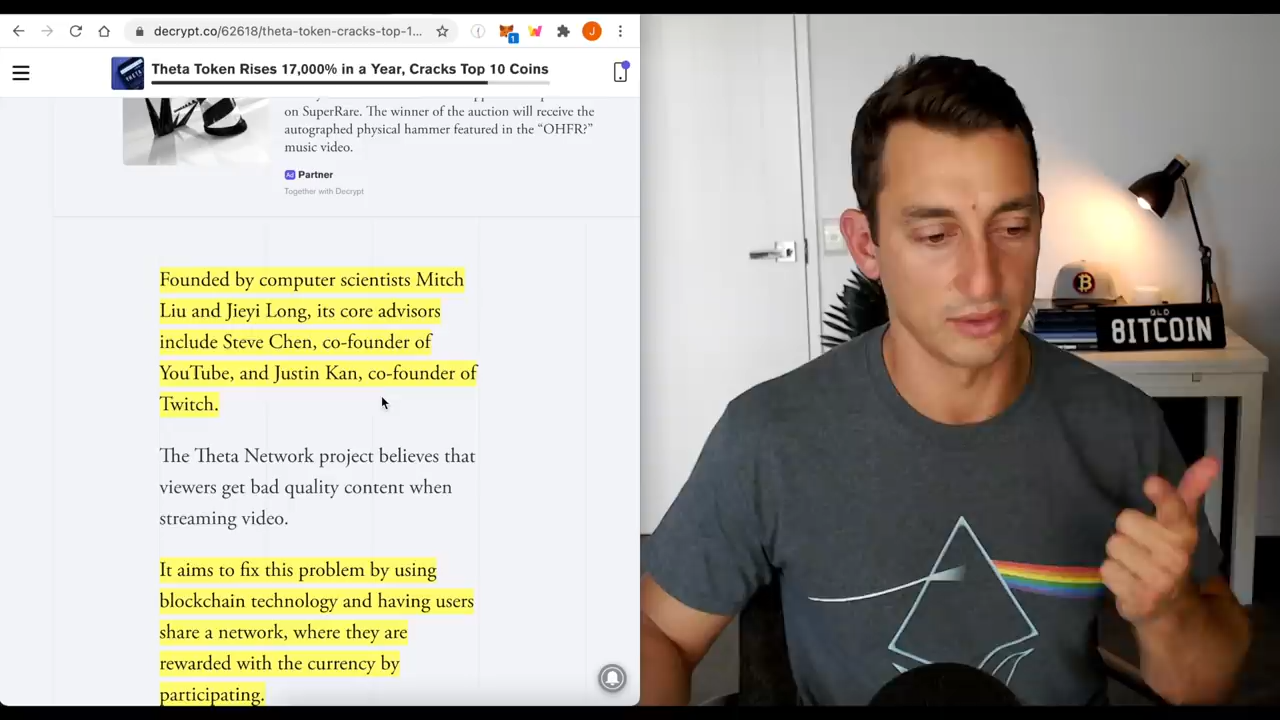 decrypt.co/62618/theta-token-cracks-top-1...
J
1
Theta Token Rises 17,000% in a Year, Cracks Top 10 Coins
on SuperRare. The winner of the auction will receive the
autographed physical hammer featured in the “OHFR?”
music video.
Ad Partner
Together with Decrypt
Founded by computer scientists Mitch
Liu and Jieyi Long, its core advisors
include Steve Chen, co-founder of
YouTube, and Justin Kan, co-founder of
Twitch.
The Theta Network project believes that
viewers get bad quality content when
streaming video.
It aims to fix this problem by using
blockchain technology and having users
share a network, where they are
rewarded with the currency by
participating.
QLD
8ITCOIN